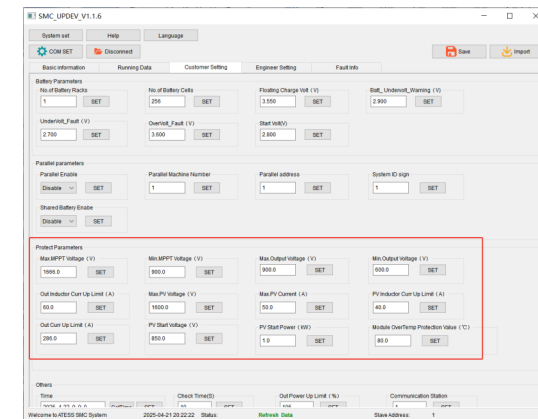 SMC_UPDEV_V1.1.6
System set Help Language
COM SET Disconnect Save Import
Basic information Running Data Customer Setting Engineer Setting Fault Info
Battery Parameters
No.of Battery Racks No.of Battery Cells Floating Charge Volt (V) Batt_Undervolt_Warning (V)
1 SET 256 SET 3.550 SET 2.900 SET
UnderVolt_Fault (V) OverVolt_Fault (V) Start Volt(V)
2.700 SET 3.600 SET 2.800 SET
Parallel parameters
Parallel Enable Parallel Machine Number Parallel address System ID sign
Disable SET 1 SET 1 SET 1 SET
Shared Battery Enabe
Disable SET
Protect Parameters
Max.MPPT Voltage (V) Min.MPPT Voltage (V) Max.Output Voltage (V) Min.Output Voltage (V)
1666.0 SET 900.0 SET 900.0 SET 600.0 SET
Out Inductor Curr Up Limit (A) Max.PV Voltage (V) Max.PV Current (A) PV Inductor Curr Up Limit (A)
60.0 SET 1600.0 SET 50.0 SET 40.0 SET
Out Curr Up Limit (A) PV Start Voltage (V) PV Start Power (kW) Module OverTemp Protection Value (℃)
286.0 SET 850.0 SET 1.0 SET 80.0 SET
Others
Time Check Time(S) Out Power Up Limit (%) Communication Station
SET SET SET
Welcome to ATESS SMC System 2025-04-21 20:22:22 Status: Refresh Data Slave Address: 1